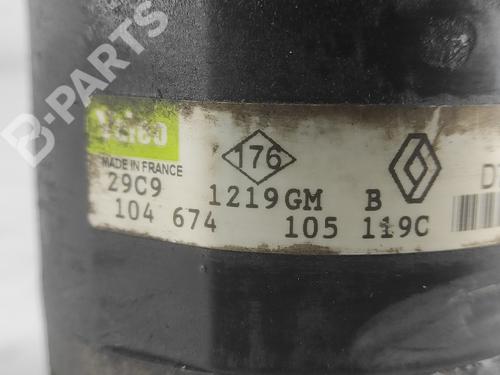 B-PARTS
Valeo
MADE IN FRANCE
176
29C9
1219GM B
104 674
105 119C